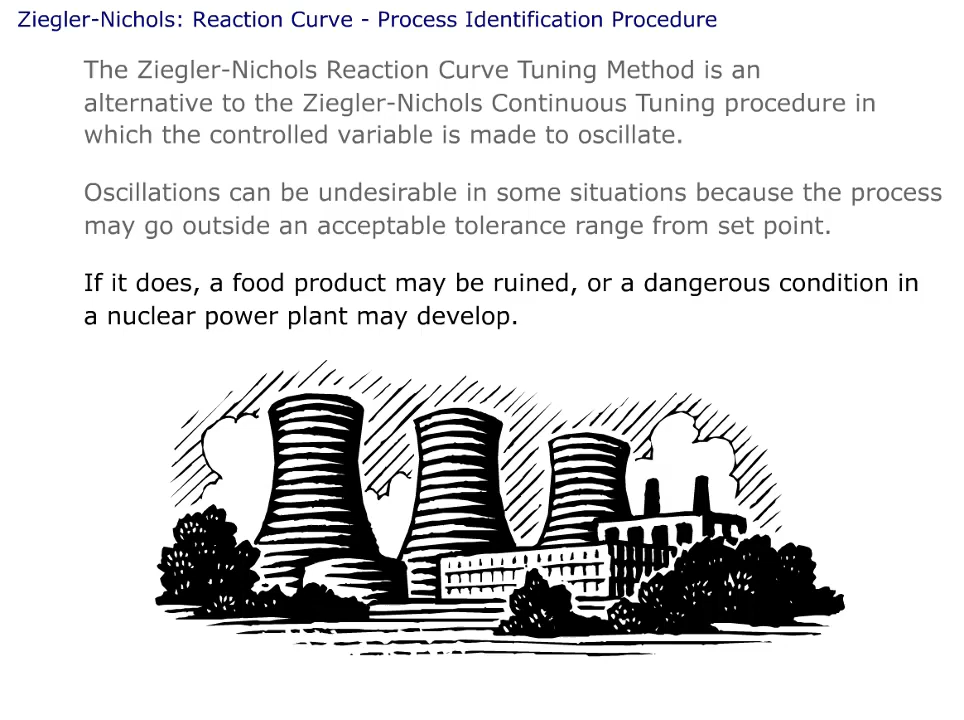 Ziegler-Nichols: Reaction Curve - Process Identification Procedure
The Ziegler-Nichols Reaction Curve Tuning Method is an
alternative to the Ziegler-Nichols Continuous Tuning procedure in
which the controlled variable is made to oscillate.
Oscillations can be undesirable in some situations because the process
may go outside an acceptable tolerance range from set point.
If it does, a food product may be ruined, or a dangerous condition in
a nuclear power plant may develop.